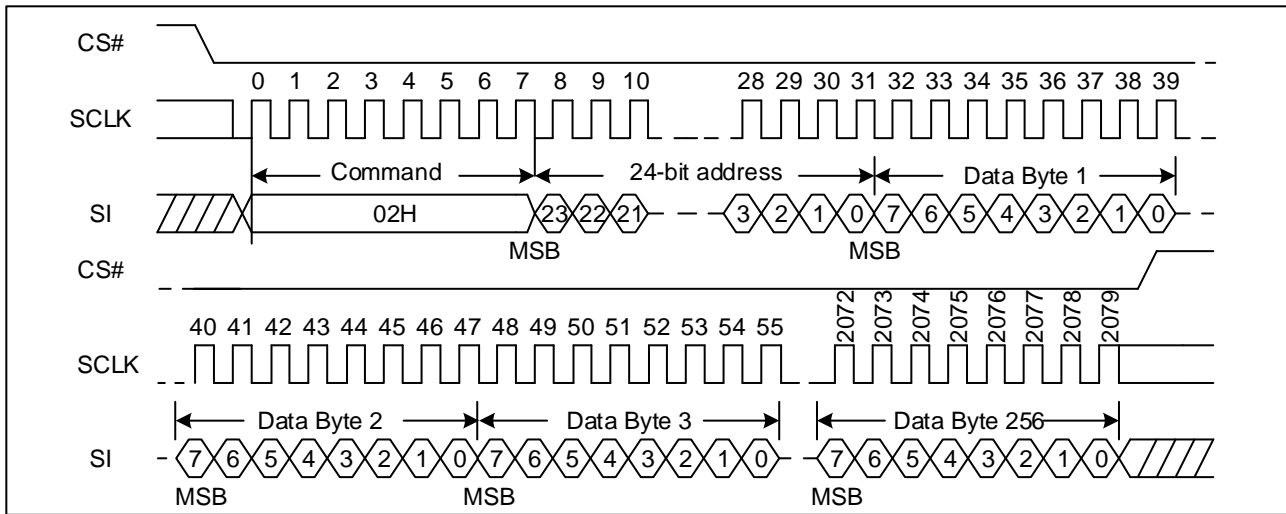 CS#
0 1 2 3 4 5 6 7 8 9 10 28 29 30 31 32 33 34 35 36 37 38 39
SCLK
Command 24-bit address Data Byte 1
SI 02H 23 22 21 3 2 1 0 7 6 5 4 3 2 1 0
MSB MSB
CS#
40 41 42 43 44 45 46 47 48 49 50 51 52 53 54 55 2072 2073 2074 2075 2076 2077 2078 2079
SCLK
Data Byte 2 Data Byte 3 Data Byte 256
SI 7 6 5 4 3 2 1 0 7 6 5 4 3 2 1 0 7 6 5 4 3 2 1 0
MSB MSB MSB